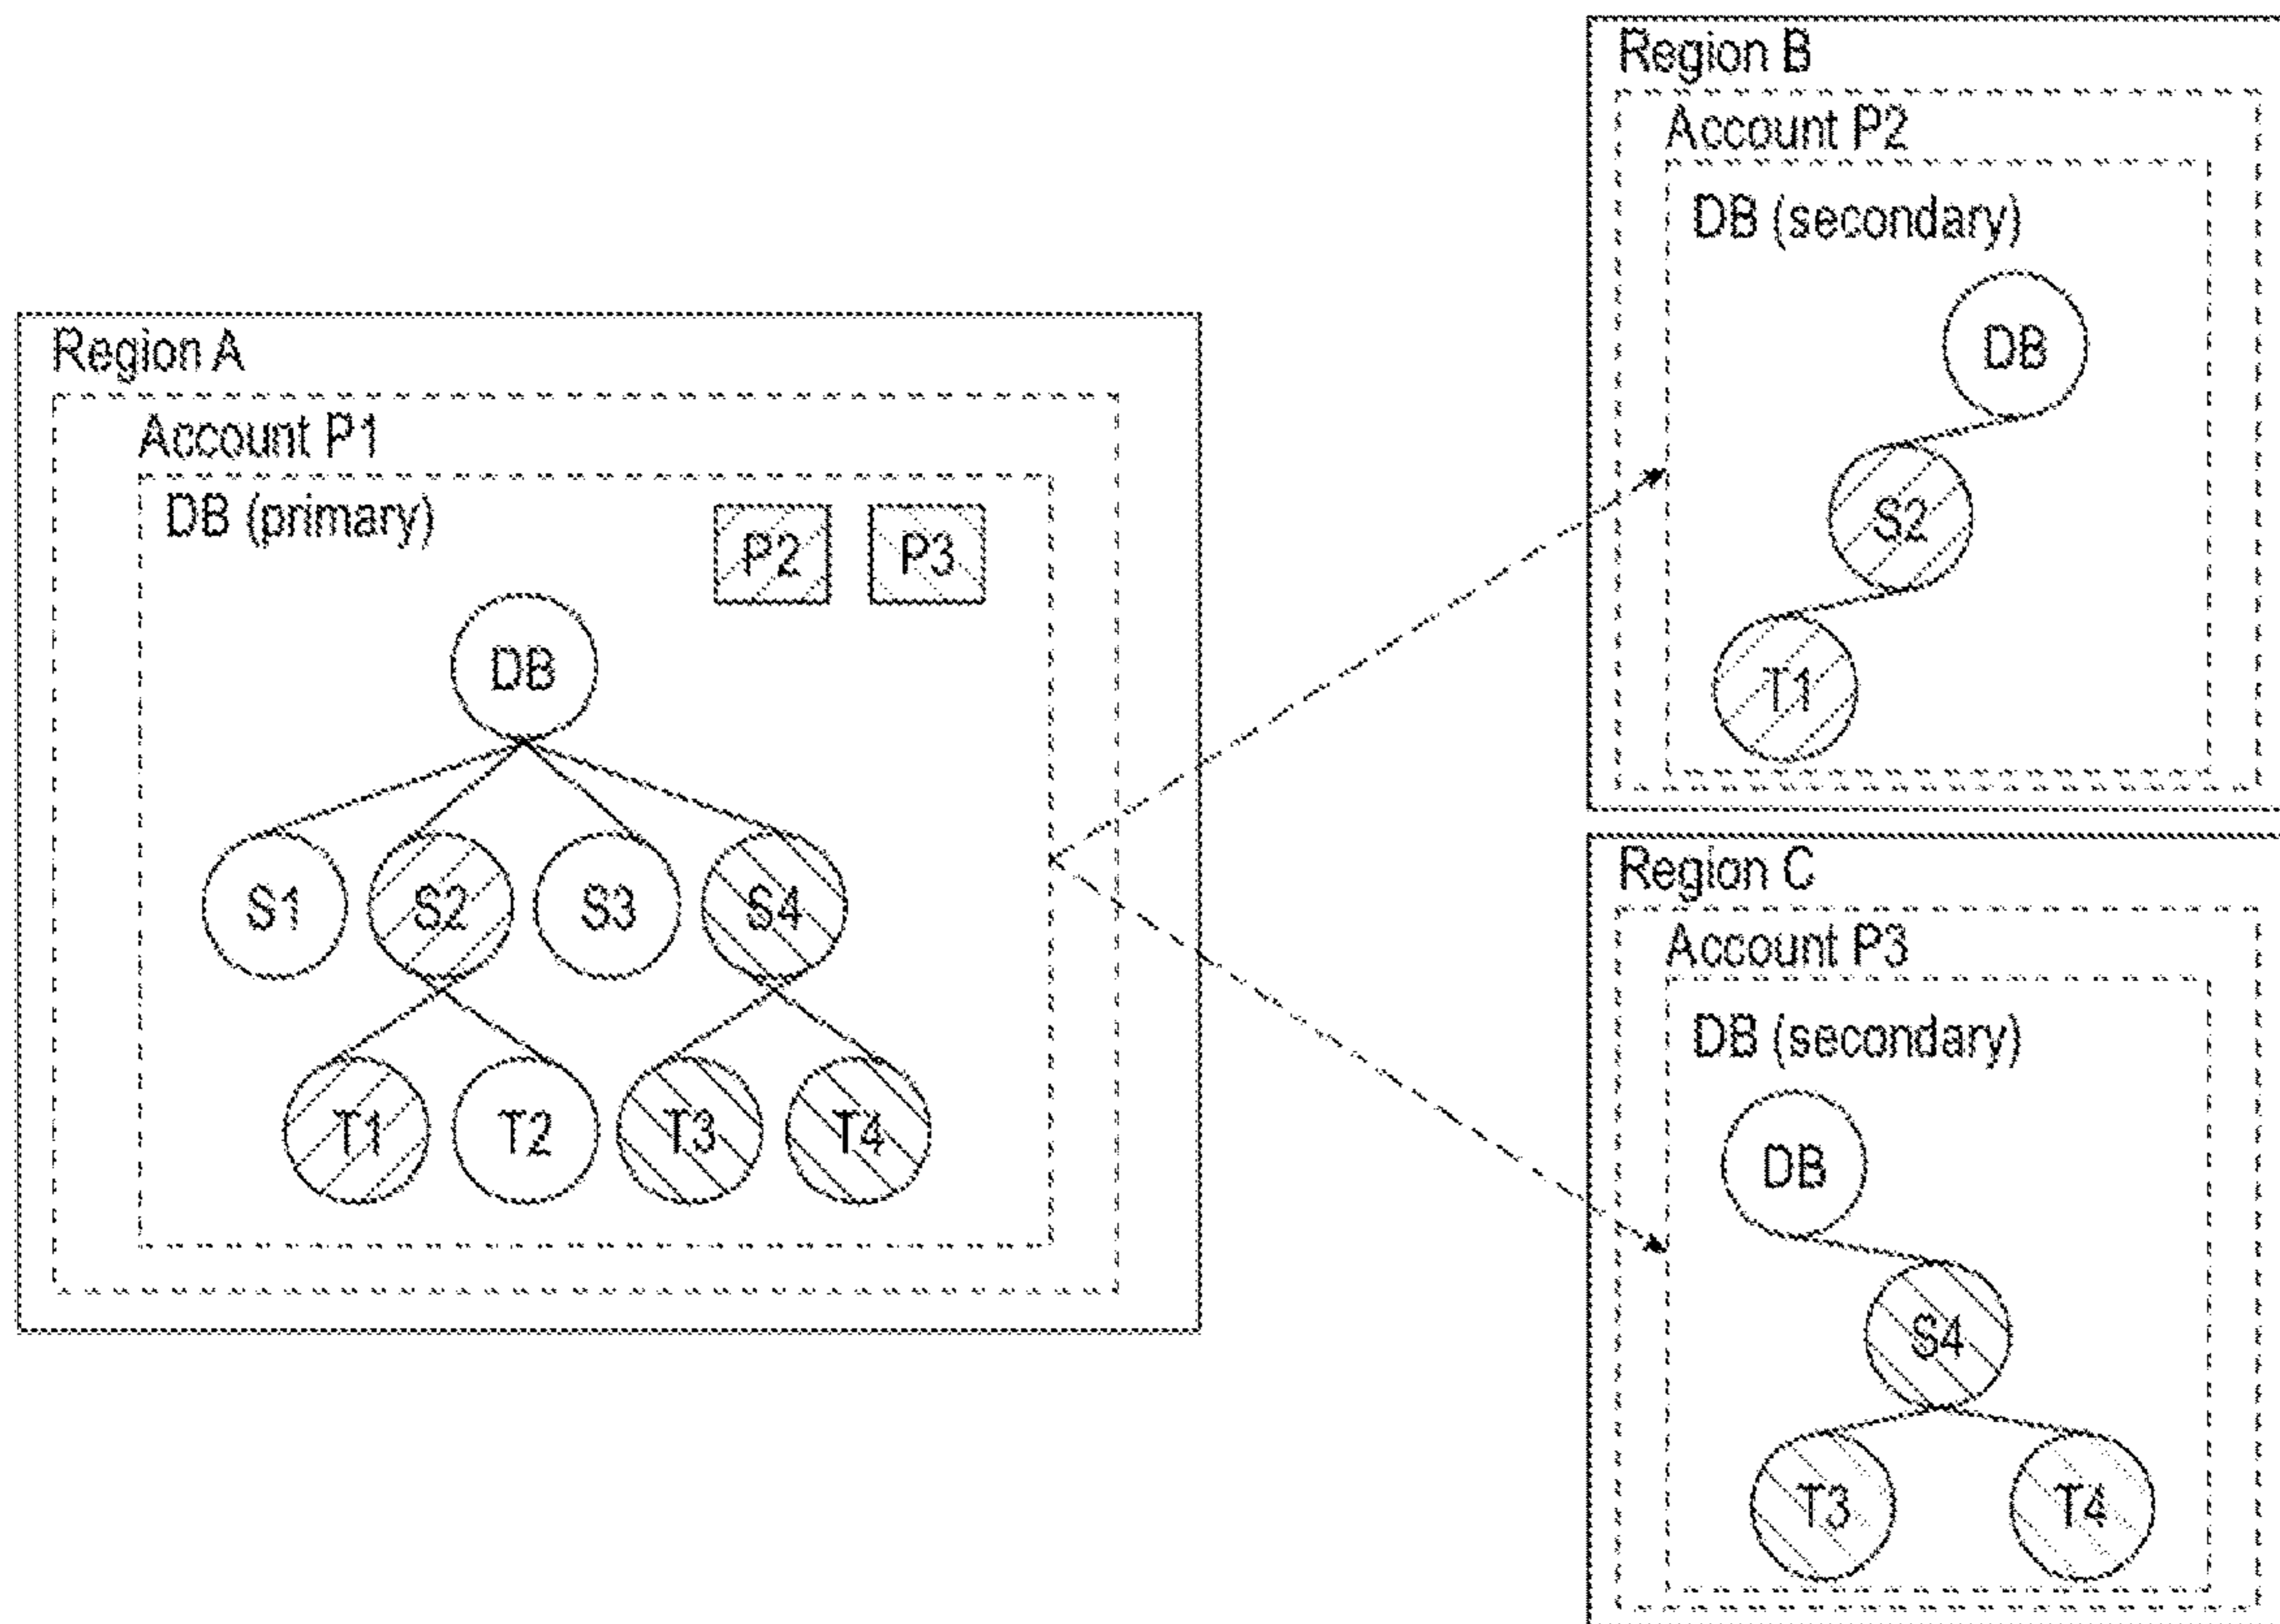 Region A
Account P1
DB (primary)
P2 P3
DB
S1 S2 S3 S4
T1 T2 T3 T4
Region B
Account P2
DB (secondary)
DB
S2
T1
Region C
Account P3
DB (secondary)
DB
S4
T3 T4